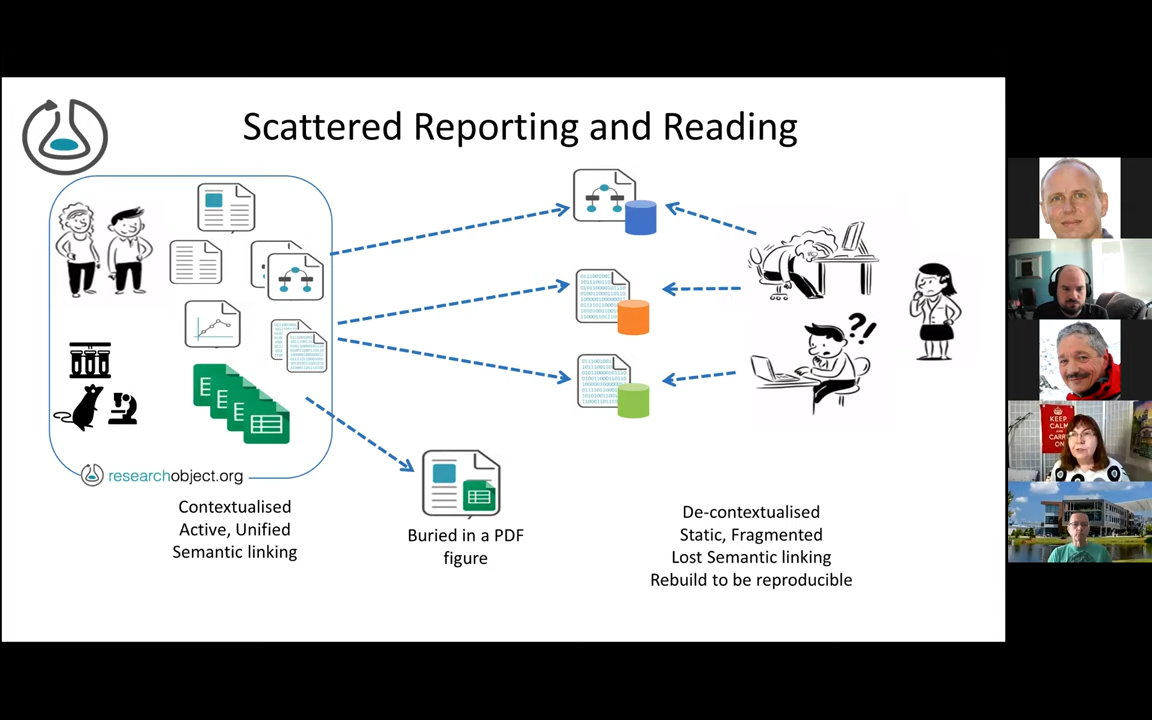 Scattered Reporting and Reading
researchobject.org
Contextualised
Active, Unified
Semantic linking
Buried in a PDF
figure
De-contextualised
Static, Fragmented
Lost Semantic linking
Rebuild to be reproducible
??
KEEP
CALM
AND
CARRY
ON